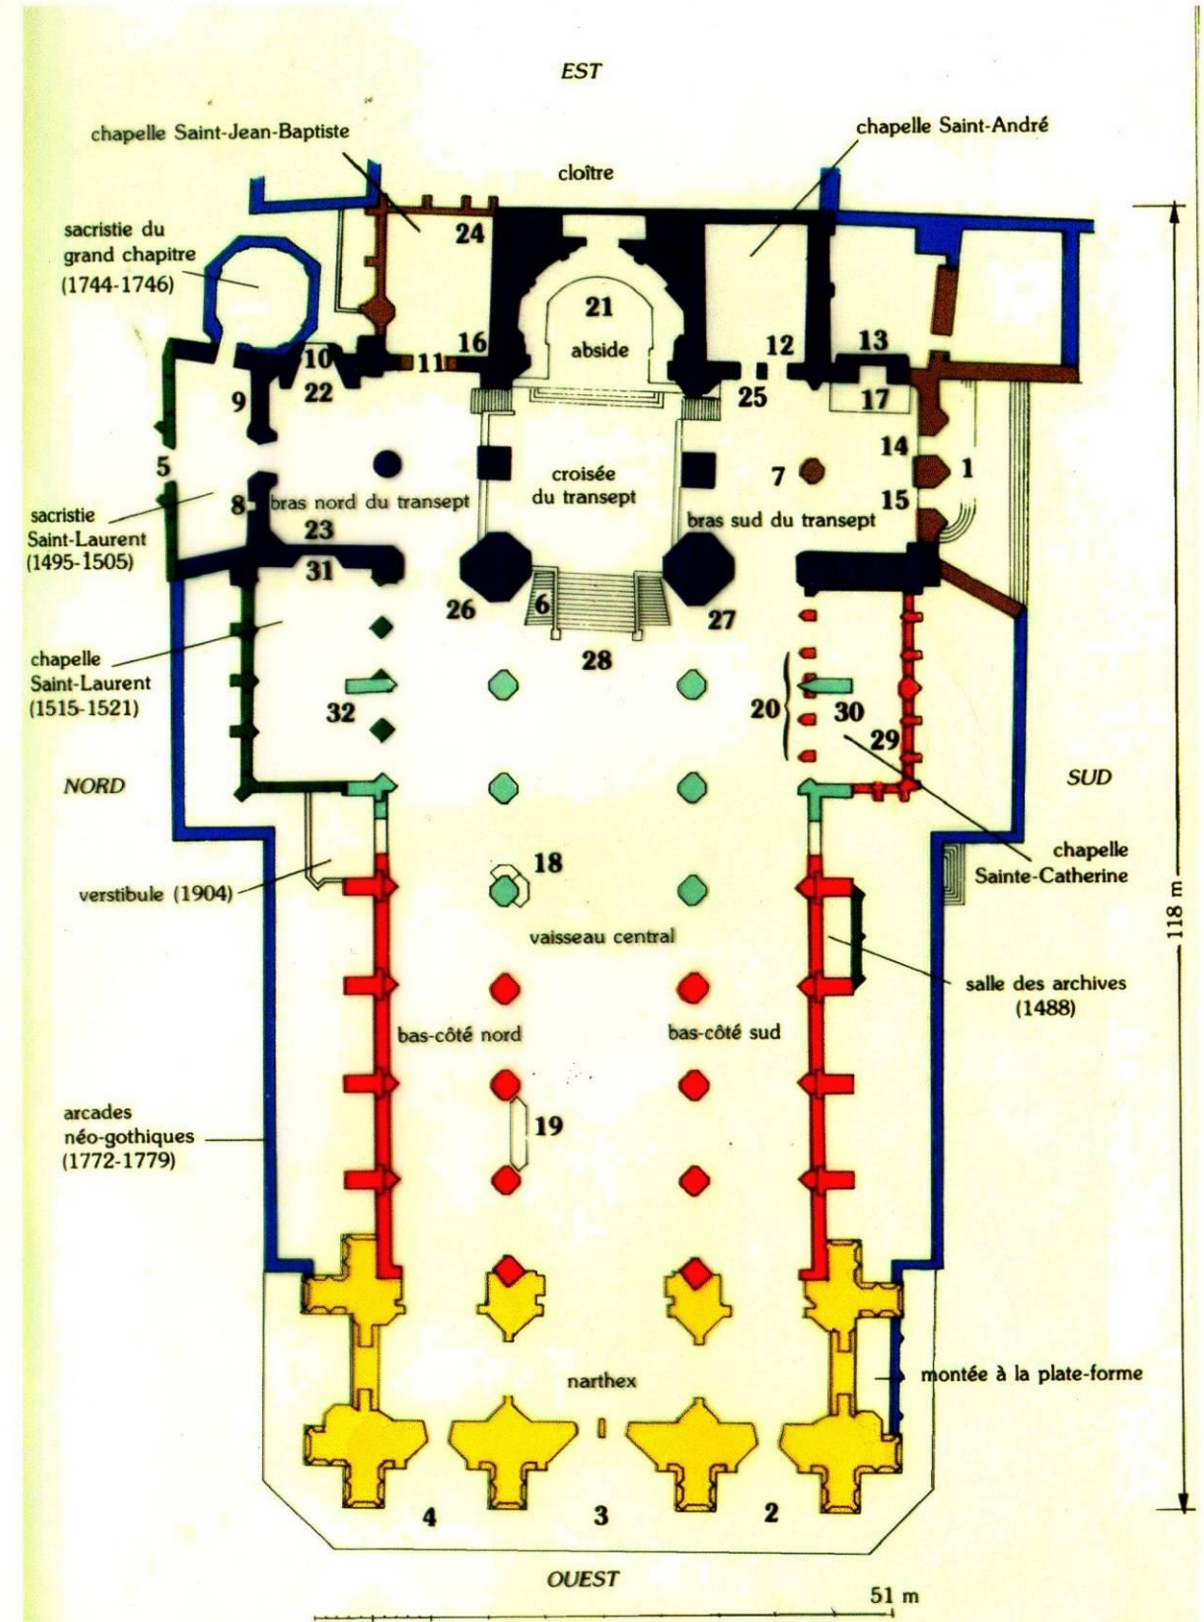 EST
chapelle Saint-Jean-Baptiste
chapelle Saint-André
cloître
sacristie du
grand chapitre
(1744-1746)
24
21
abside
10
11
16
12
13
22
25
17
9
14
5
croisée
du transept
7
1
8
bras nord du transept
15
sacristie
Saint-Laurent
(1495-1505)
23
bras sud du transept
31
26
6
27
28
chapelle
Saint-Laurent
(1515-1521)
32
20
30
29
NORD
SUD
chapelle
Sainte-Catherine
18
verstibule (1904)
118 m
vaisseau central
salle des archives
(1488)
bas-côté nord
bas-côté sud
arcades
néo-gothiques
(1772-1779)
19
narthex
montée à la plate-forme
4
3
2
OUEST
51 m